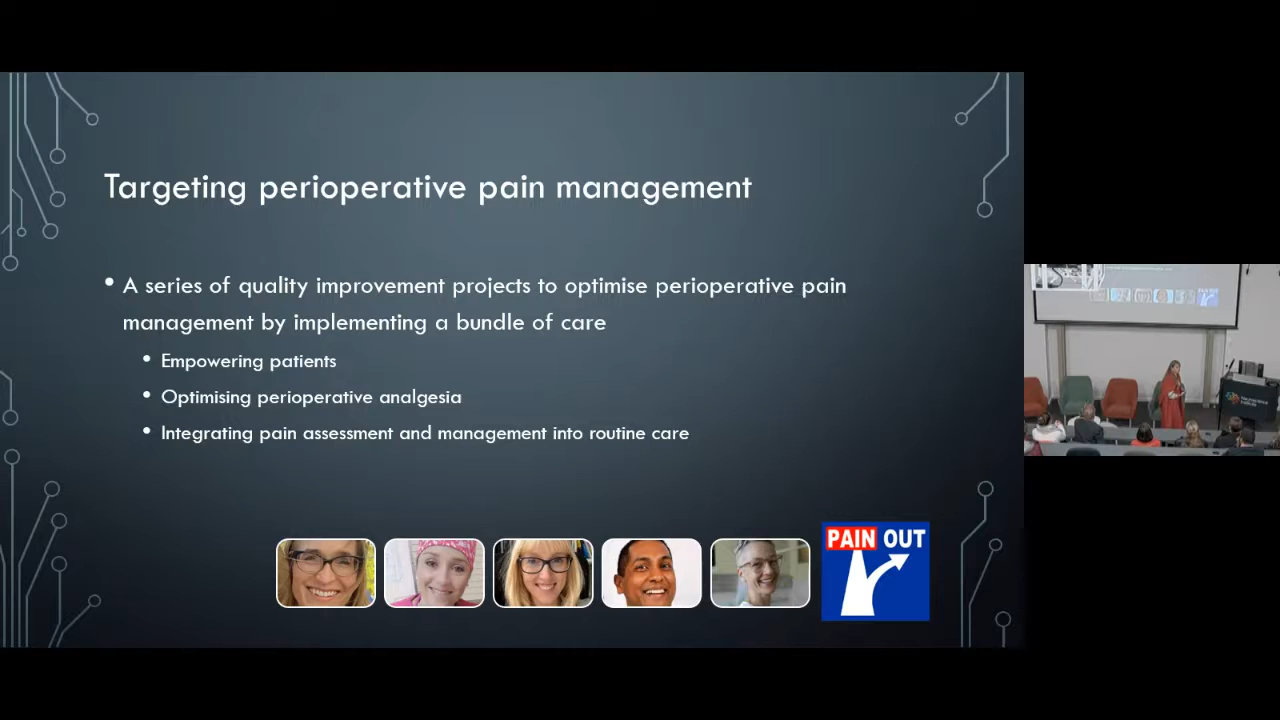 Targeting perioperative pain management
• A series of quality improvement projects to optimise perioperative pain
management by implementing a bundle of care
• Empowering patients
• Optimising perioperative analgesia
• Integrating pain assessment and management into routine care
PAIN OUT